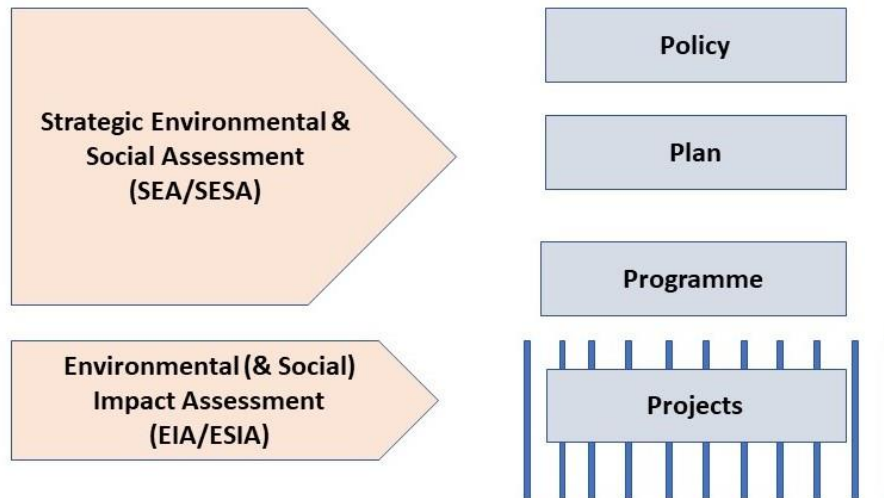 Strategic Environmental &
Social Assessment
(SEA/SESA)
Policy
Plan
Programme
Environmental (& Social)
Impact Assessment
(EIA/ESIA)
Projects